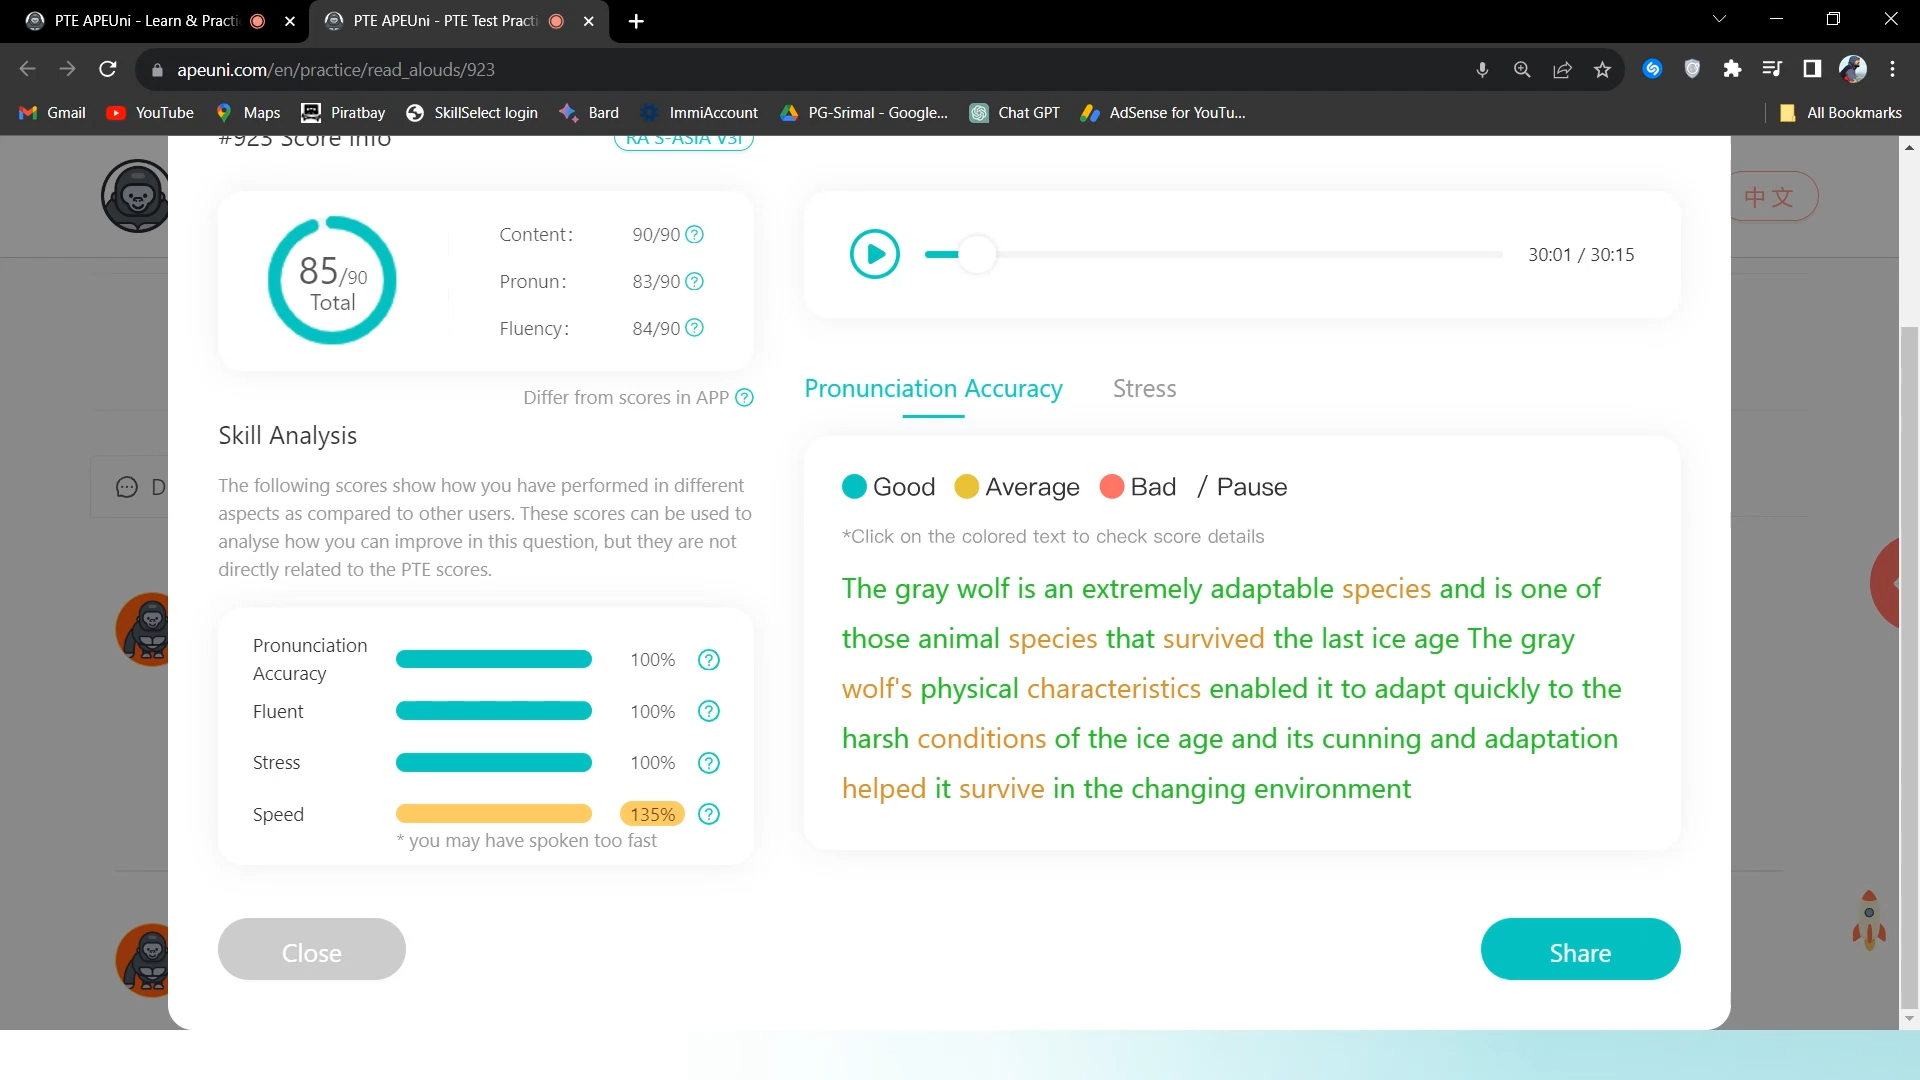 PTE APEUni - Learn & Practi
PTE APEUni - PTE Test Practi
apeuni.com/en/practice/read_alouds/923
Gmail
YouTube
Maps
Piratbay
SkillSelect login
Bard
ImmiAccount
PG-Srimal - Google...
Chat GPT
AdSense for YouTu...
All Bookmarks
#923 Score Info
RA S-ASIA V3i
中文
85/90
Total
Content: 90/90
Pronun: 83/90
Fluency: 84/90
30:01 / 30:15
Differ from scores in APP
Pronunciation Accuracy
Stress
Skill Analysis
The following scores show how you have performed in different
aspects as compared to other users. These scores can be used to
analyse how you can improve in this question, but they are not
directly related to the PTE scores.
D
Pronunciation
Accuracy
100%
Fluent 100%
Stress 100%
Speed 135%
* you may have spoken too fast
Good Average Bad / Pause
*Click on the colored text to check score details
The gray wolf is an extremely adaptable species and is one of
those animal species that survived the last ice age The gray
wolf's physical characteristics enabled it to adapt quickly to the
harsh conditions of the ice age and its cunning and adaptation
helped it survive in the changing environment
Close
Share